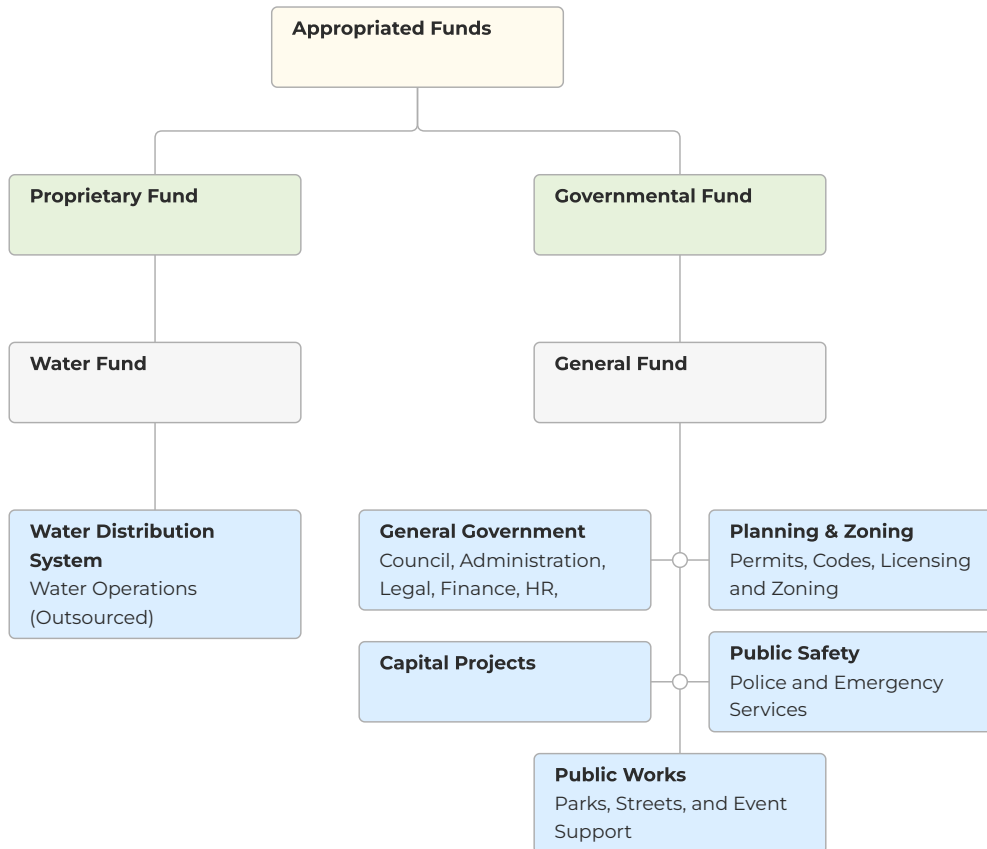 Appropriated Funds
Proprietary Fund
Governmental Fund
Water Fund
General Fund
Water Distribution
System
Water Operations
(Outsourced)
General Government
Council, Administration,
Legal, Finance, HR,
Planning & Zoning
Permits, Codes, Licensing
and Zoning
Capital Projects
Public Safety
Police and Emergency
Services
Public Works
Parks, Streets, and Event
Support